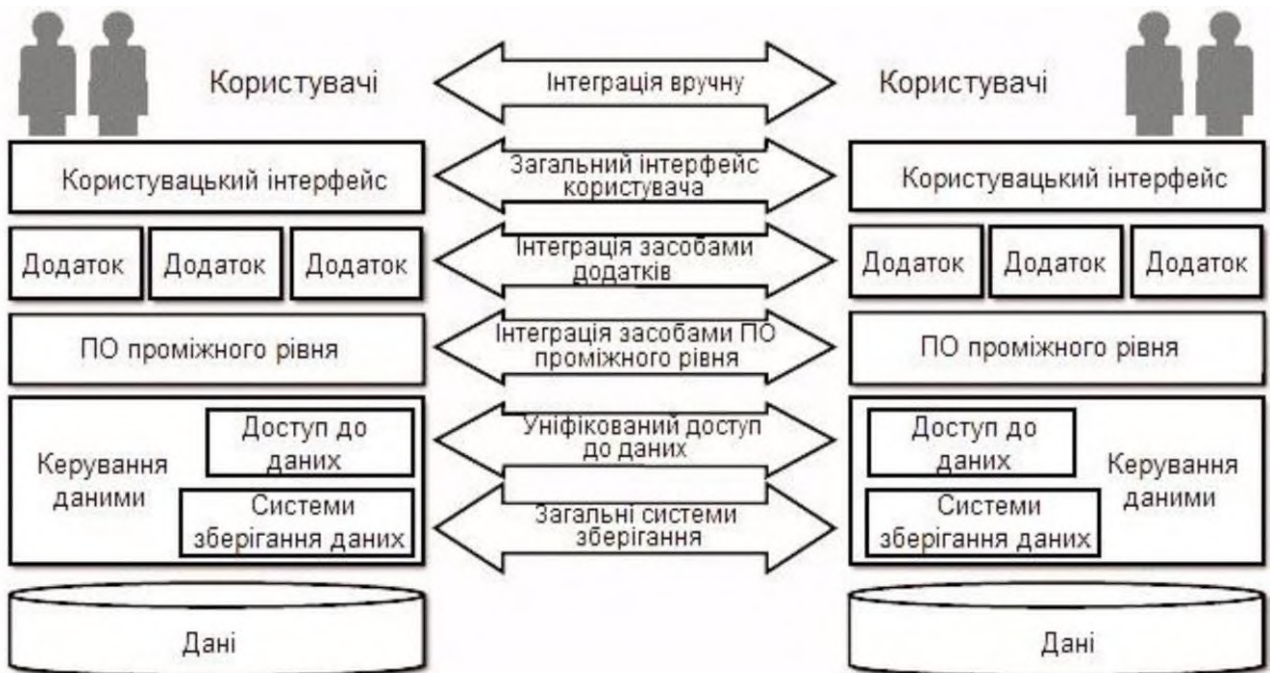 Користувачі
Інтеграція вручну
Користувачі
Користувацький інтерфейс
Загальний інтерфейс
користувача
Користувацький інтерфейс
Додаток
Додаток
Додаток
Інтеграція засобами
додатків
Додаток
Додаток
Додаток
ПО проміжного рівня
Інтеграція засобами ПО
проміжного рівня
ПО проміжного рівня
Керування
даними
Доступ до
даних
Системи
зберігання даних
Уніфікований доступ
до даних
Загальні системи
зберігання
Доступ до
даних
Системи
зберігання даних
Керування
даними
Дані
Дані